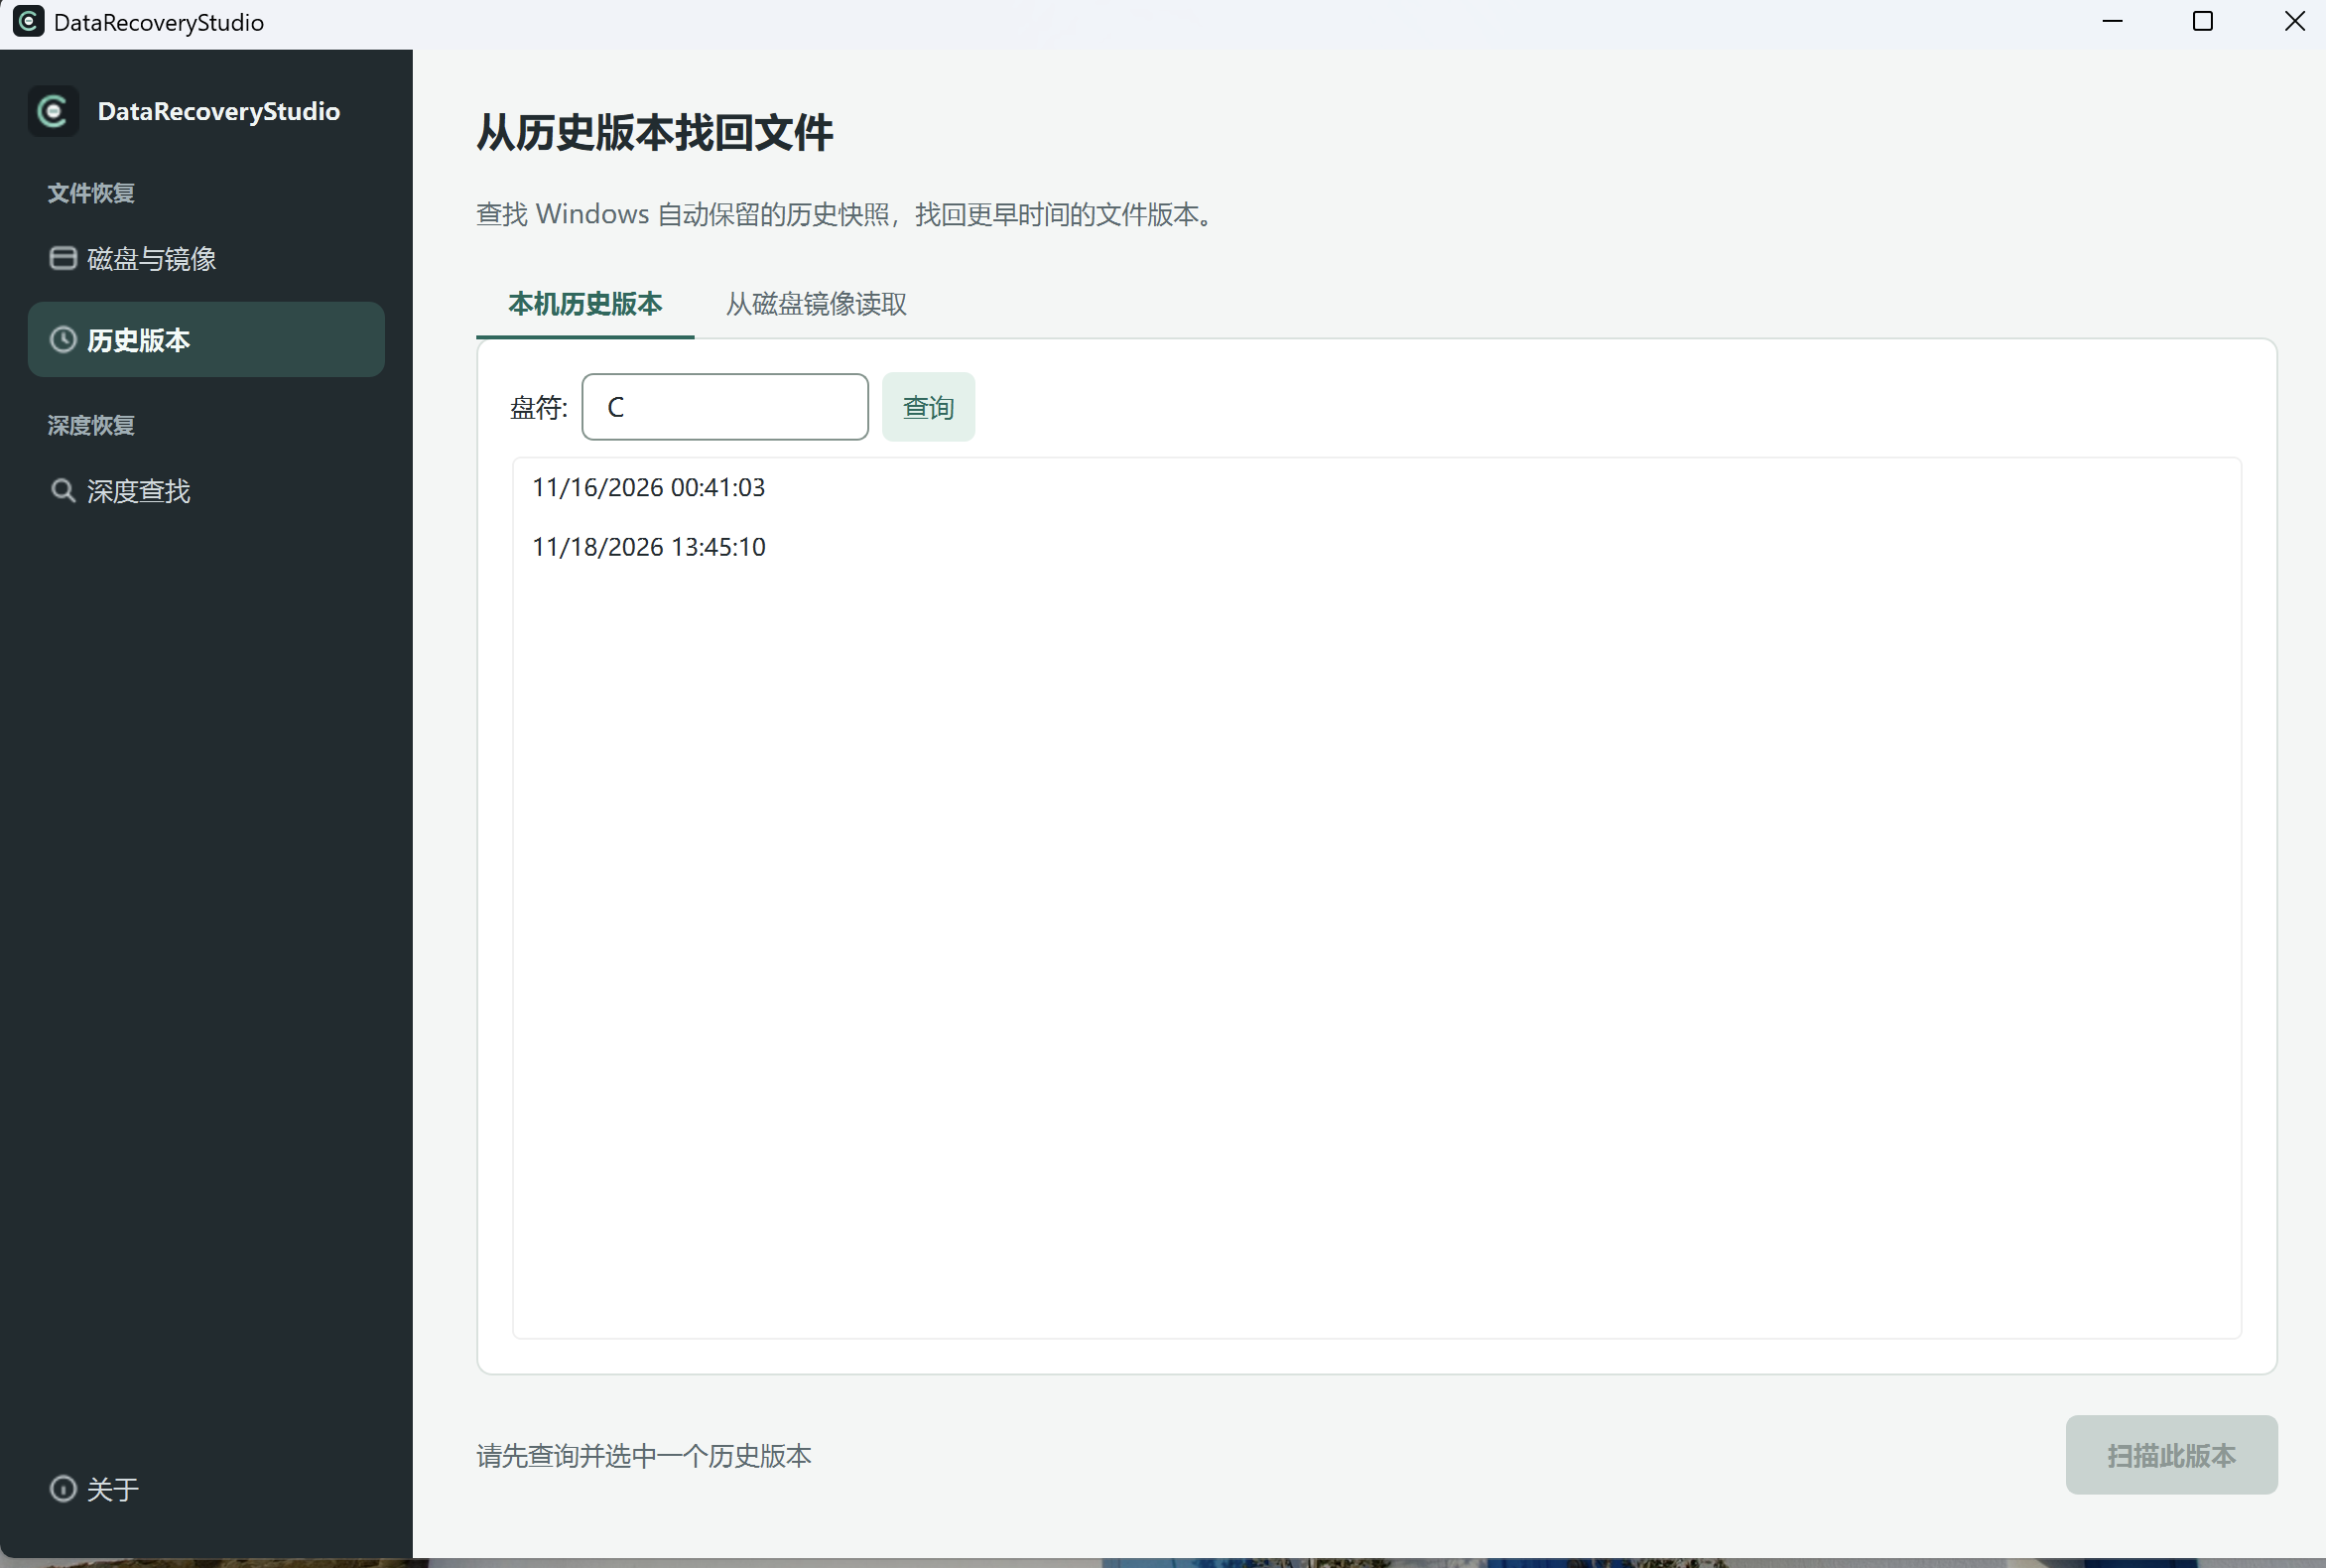 DataRecoveryStudio
DataRecoveryStudio
文件恢复
磁盘与镜像
历史版本
深度恢复
深度查找
关于
从历史版本找回文件
查找 Windows 自动保留的历史快照，找回更早时间的文件版本。
本机历史版本 从磁盘镜像读取
盘符: C 查询
11/16/2026 00:41:03
11/18/2026 13:45:10
请先查询并选中一个历史版本 扫描此版本